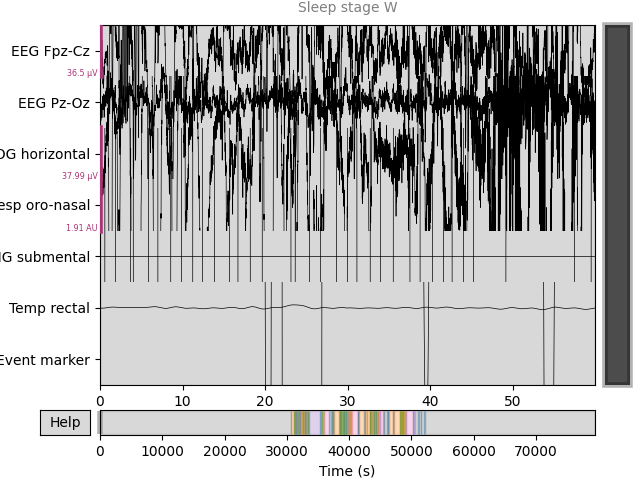 Sleep stage W
EEG Fpz-Cz
36.5 µV
EEG Pz-Oz
OG horizontal
37.99 µV
esp oro-nasal
1.91 AU
MG submental
Temp rectal
Event marker
0 10 20 30 40 50
Help
0 10000 20000 30000 40000 50000 60000 70000
Time (s)